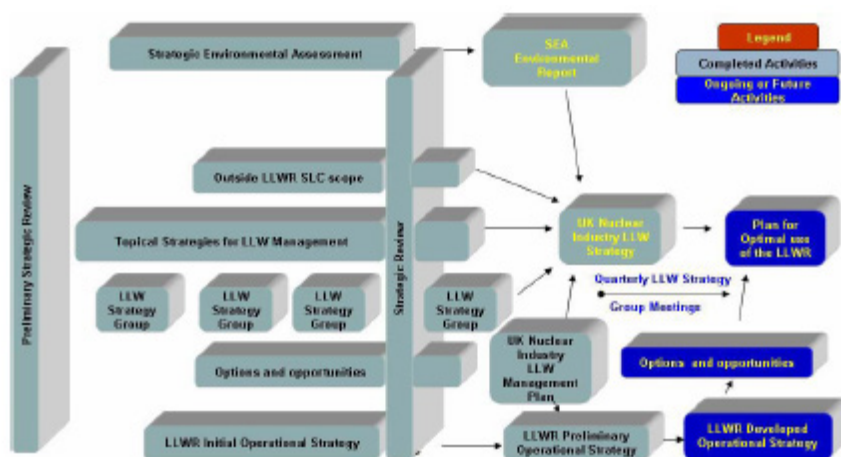 Strategic Environmental Assessment
SEA
Environmental
Report
Legend
Completed Activities
Ongoing or Future
Activities
Preliminary Strategic Review
Strategic Review
Outside LLWR SLC scope
Topical Strategies for LLW Management
UK Nuclear
Industry LLW
Strategy
Plan for
Optimal use
of the LLWR
LLW
Strategy
Group
LLW
Strategy
Group
LLW
Strategy
Group
LLW
Strategy
Group
Quarterly LLW Strategy
Group Meetings
UK Nuclear
Industry
LLW
Management
Plan
Options and opportunities
Options and opportunities
LLWR Initial Operational Strategy
LLWR Preliminary
Operational Strategy
LLWR Developed
Operational Strategy